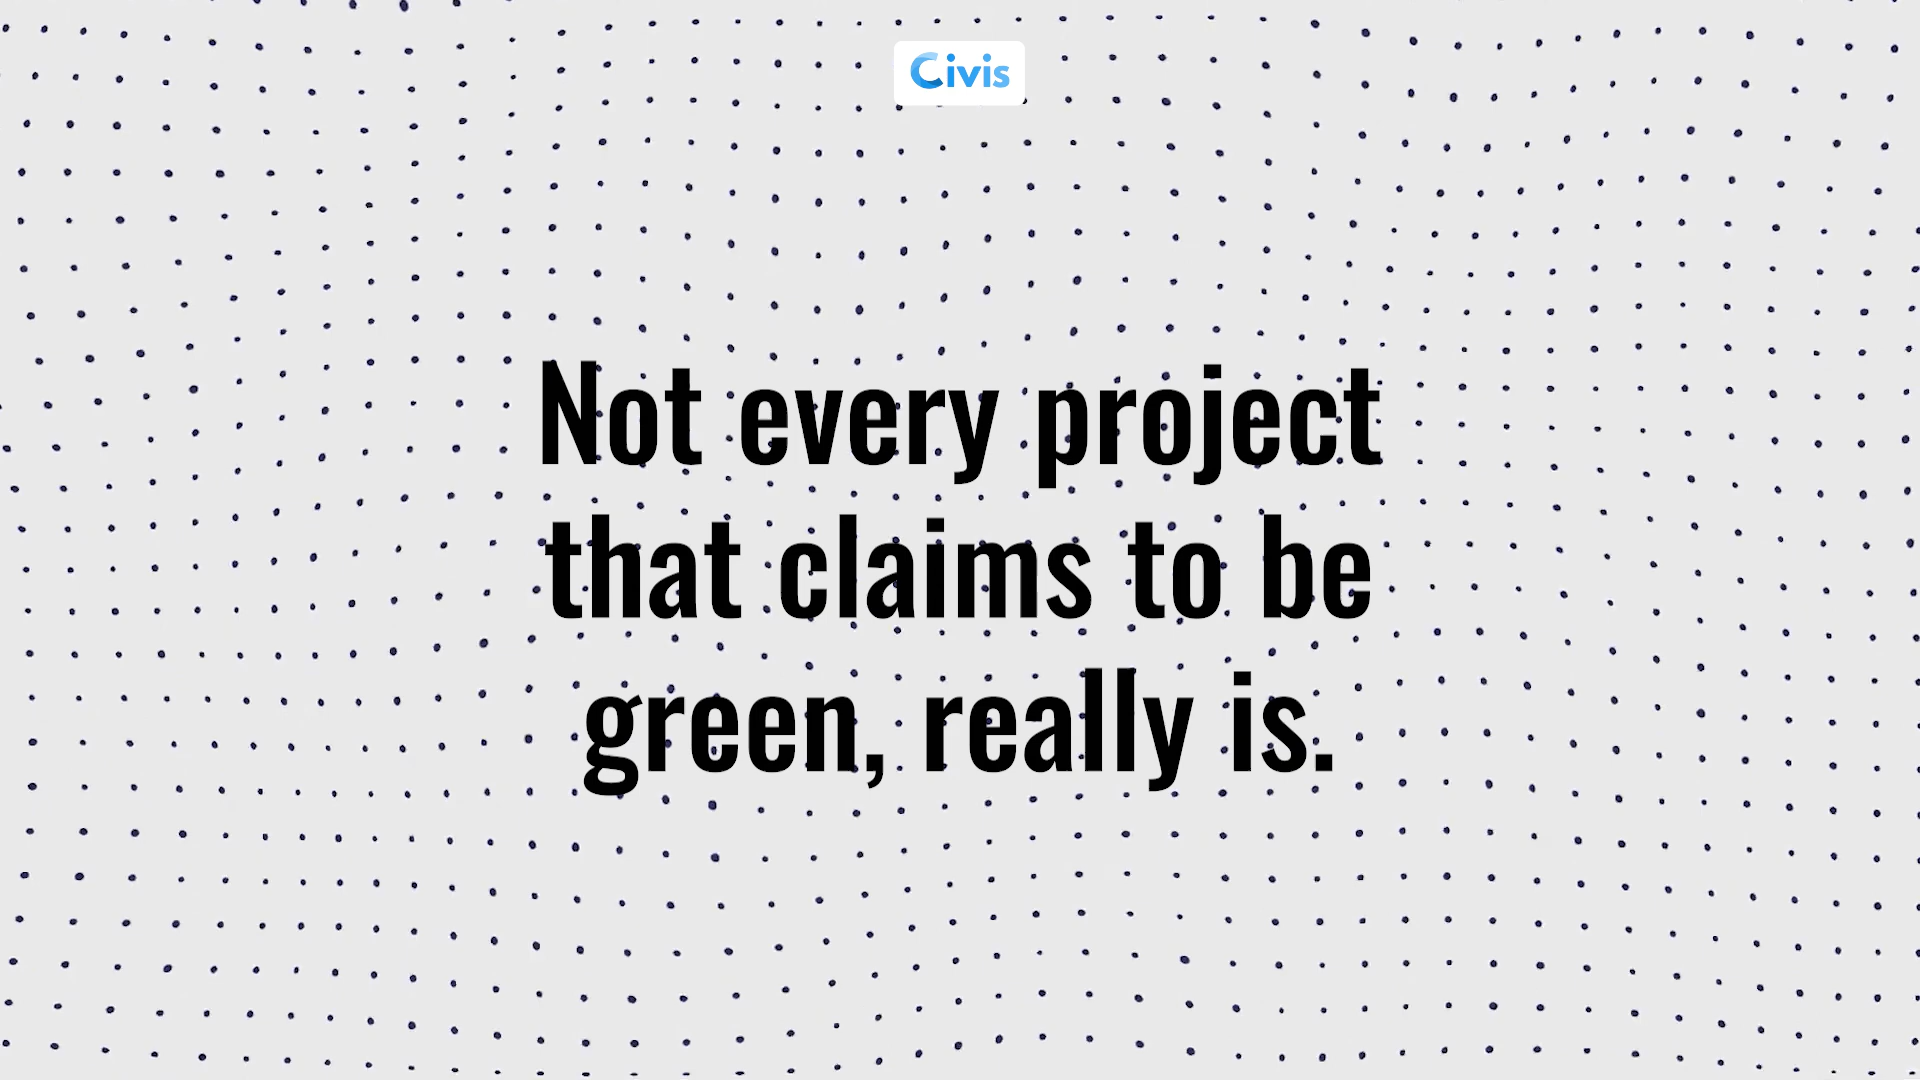 Civis
Not every project
that claims to be
green, really is.